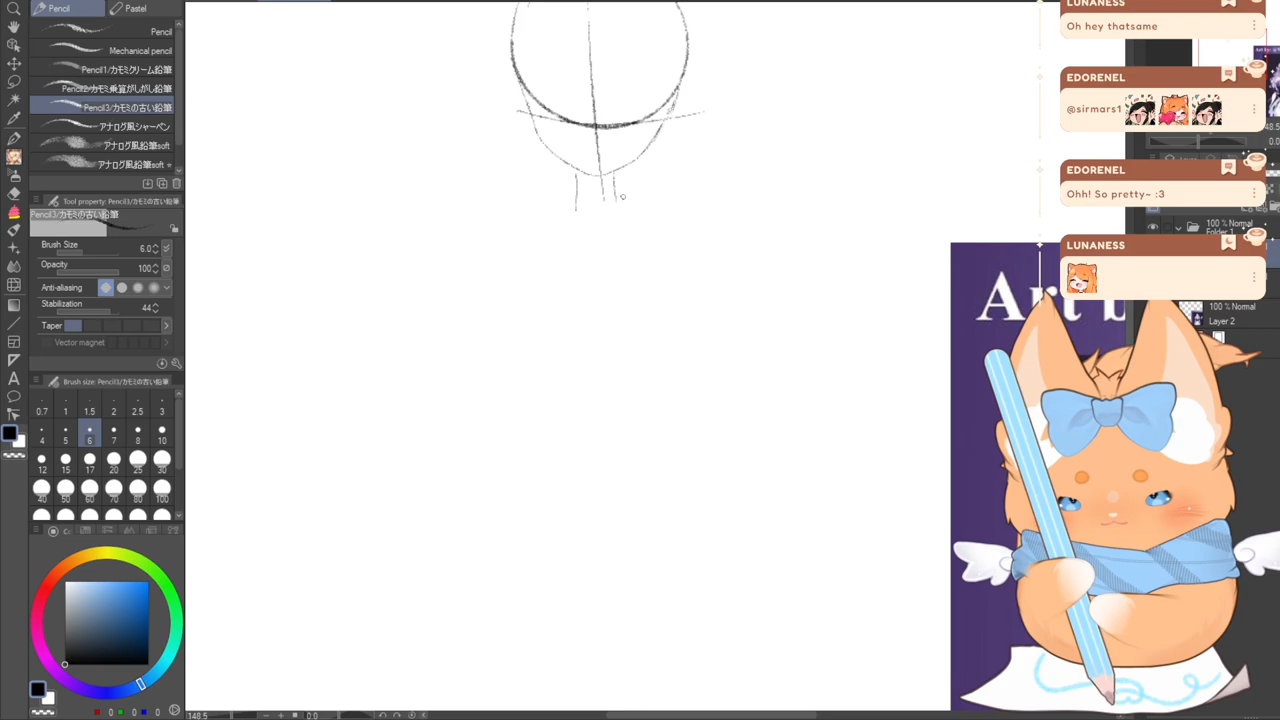 Pencil
Pastel
Pencil
Mechanical pencil
Pencil1/カモミクリーム鉛筆
Pencil2/カモミ乗算がしがし鉛筆
Pencil3/カモミの古い鉛筆
アナログ風シャーペン
アナログ風鉛筆soft
アナログ風鉛筆soft =
Tool property: Pencil3/カモミの古い鉛筆
Pencil3/カモミの古い鉛筆
Brush Size 6.0
Opacity 100
Anti-aliasing
Stabilization 44
Taper
Vector magnet
Brush size: Pencil3/カモミの古い鉛筆
0.7 1 1.5 2 2.5 3
4 5 6 7 8 10
12 15 17 20 25 30
40 50 60 70 80 100
0 0 0
148.5
0.0
LUNANESS
Oh hey thatsame
EDORENEL
@sirmars1
EDORENEL
Ohh! So pretty~ :3
LUNANESS
100 % Normal
Folder 1
100 % Normal
Layer 2
Art b